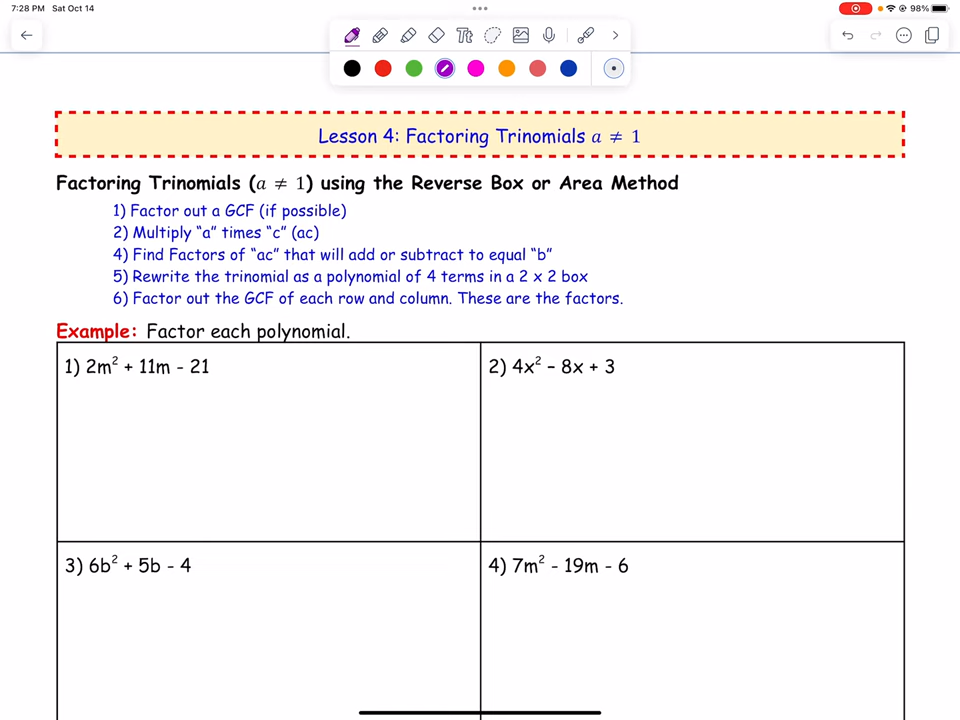 7:28 PM Sat Oct 14
98%
Tt
Lesson 4: Factoring Trinomials a ≠ 1
Factoring Trinomials (a ≠ 1) using the Reverse Box or Area Method
1) Factor out a GCF (if possible)
2) Multiply “a” times “c” (ac)
4) Find Factors of “ac” that will add or subtract to equal “b”
5) Rewrite the trinomial as a polynomial of 4 terms in a 2 x 2 box
6) Factor out the GCF of each row and column. These are the factors.
Example: Factor each polynomial.
1) 2m² + 11m - 21
2) 4x² – 8x + 3
3) 6b² + 5b - 4
4) 7m² - 19m - 6